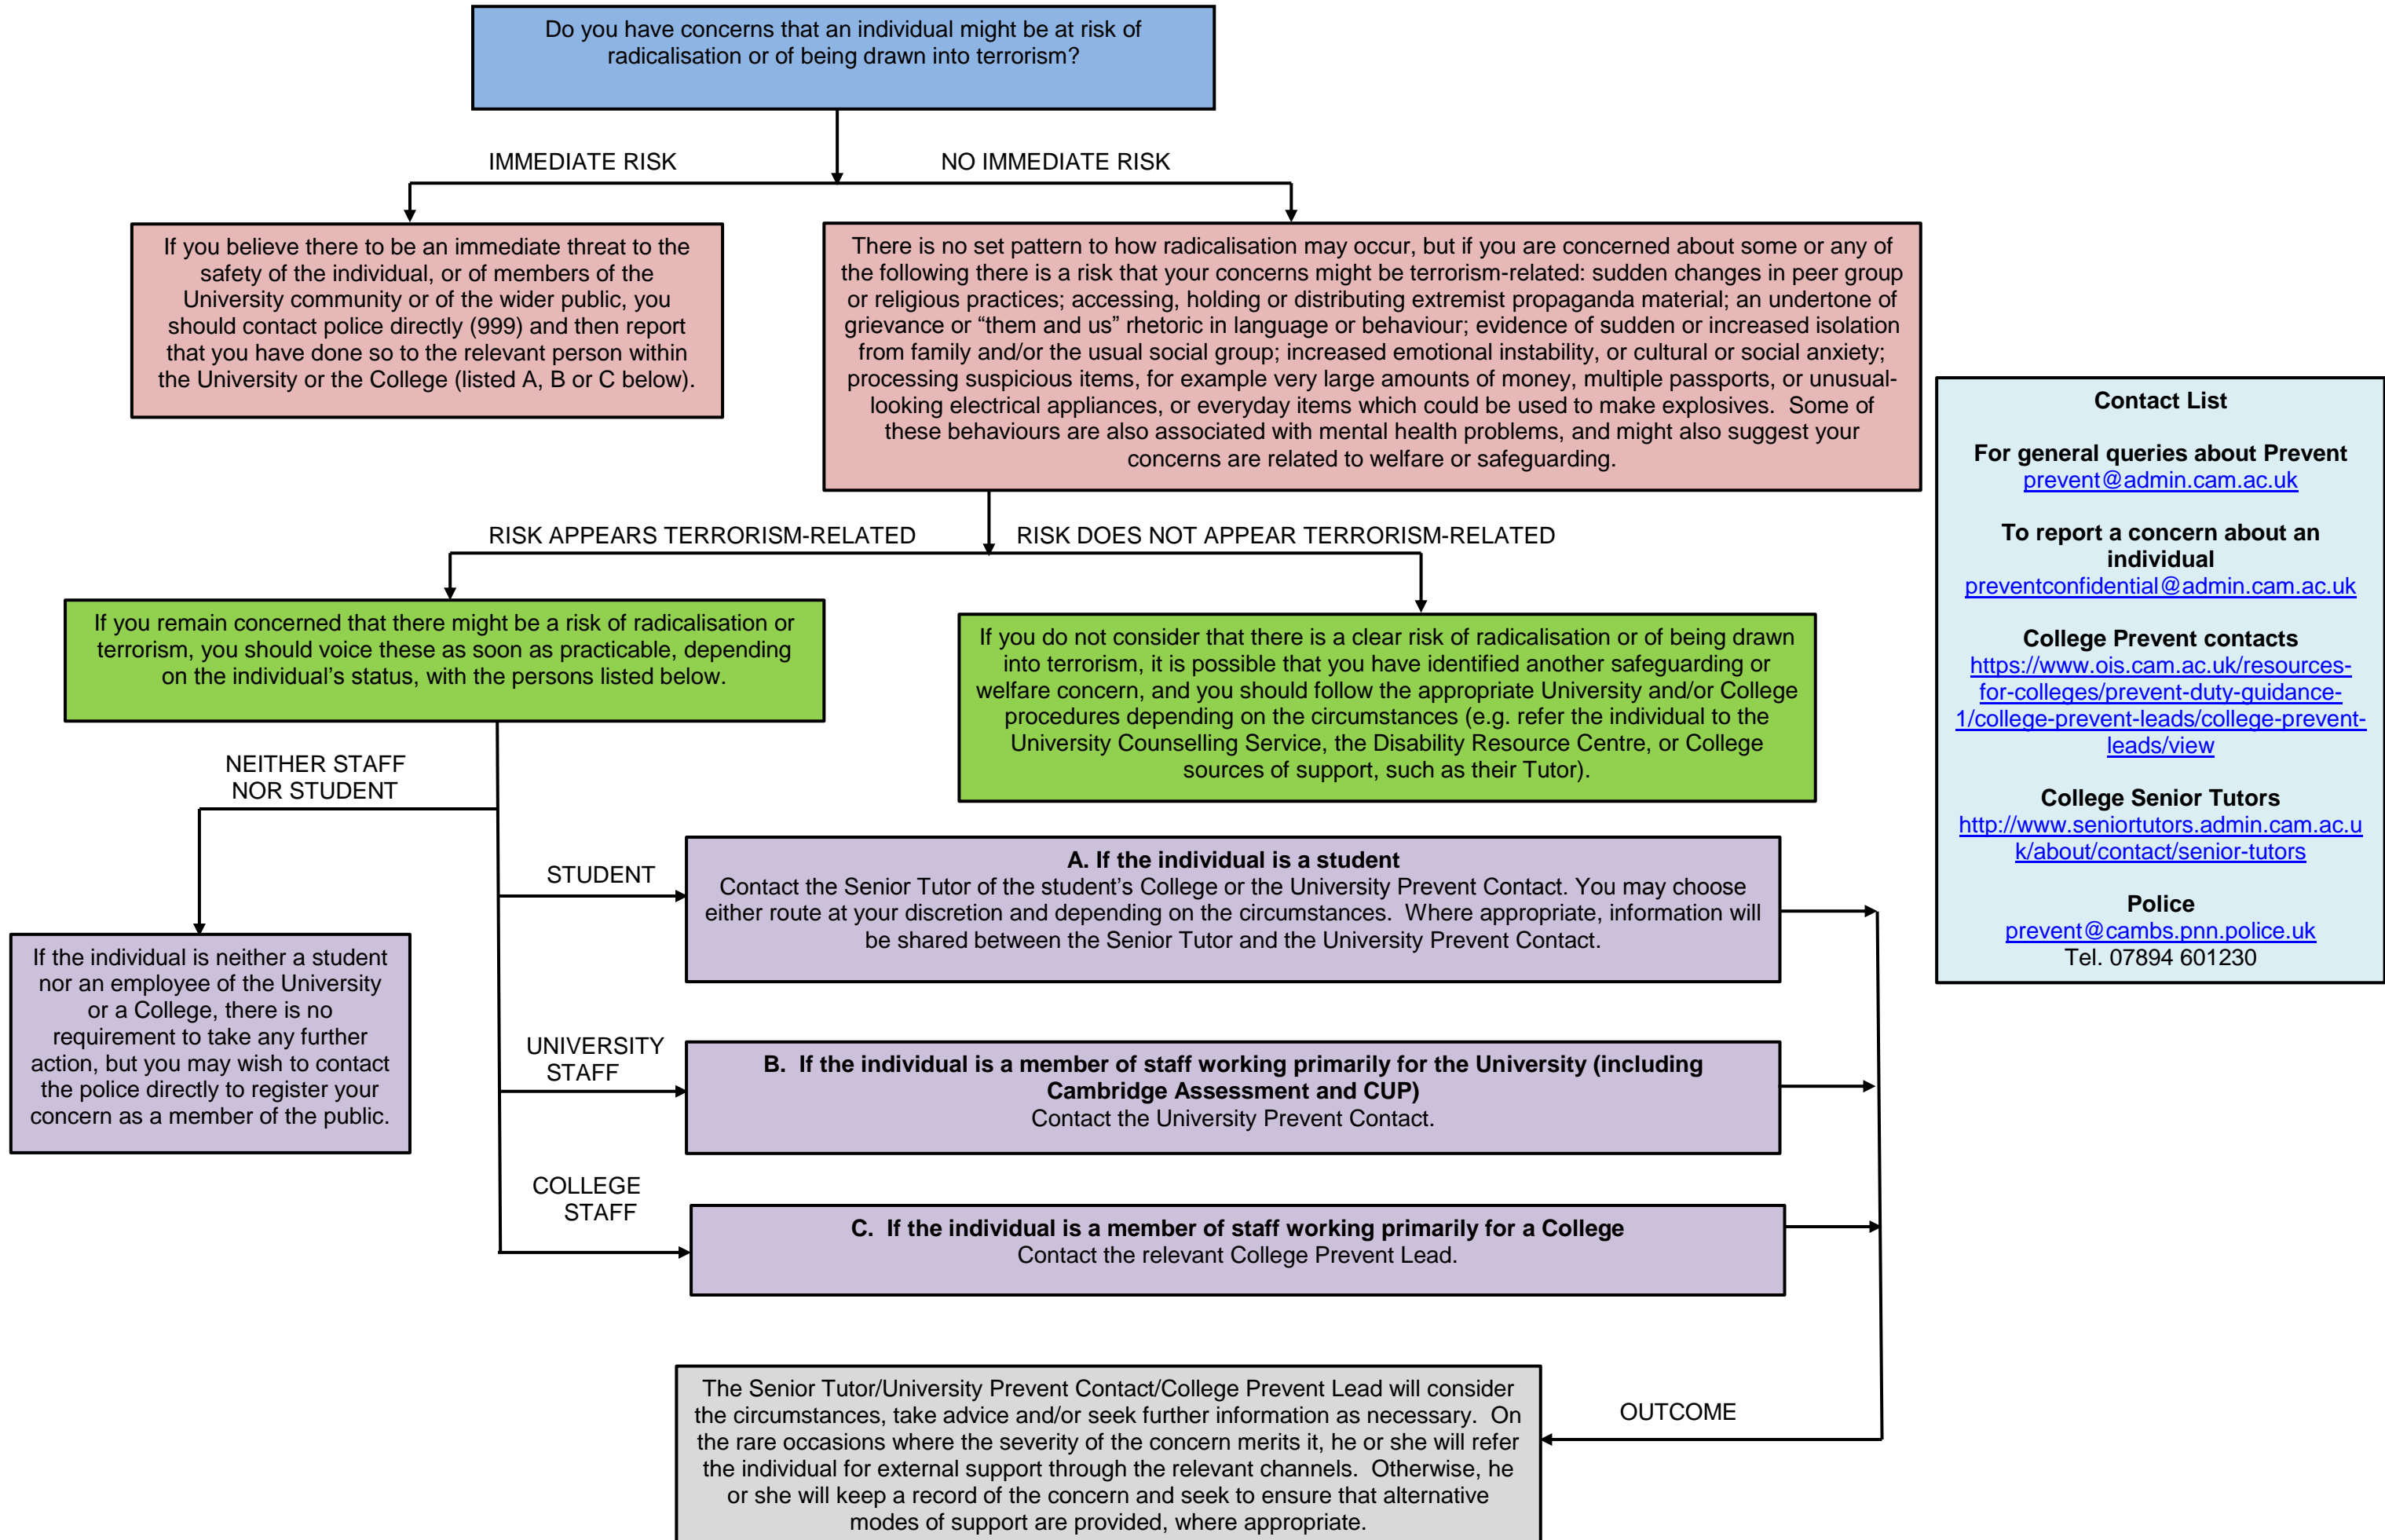 Do you have concerns that an individual might be at risk of
radicalisation or of being drawn into terrorism?
IMMEDIATE RISK
NO IMMEDIATE RISK
If you believe there to be an immediate threat to the
safety of the individual, or of members of the
University community or of the wider public, you
should contact police directly (999) and then report
that you have done so to the relevant person within
the University or the College (listed A, B or C below).
There is no set pattern to how radicalisation may occur, but if you are concerned about some or any of
the following there is a risk that your concerns might be terrorism-related: sudden changes in peer group
or religious practices; accessing, holding or distributing extremist propaganda material; an undertone of
grievance or “them and us” rhetoric in language or behaviour; evidence of sudden or increased isolation
from family and/or the usual social group; increased emotional instability, or cultural or social anxiety;
processing suspicious items, for example very large amounts of money, multiple passports, or unusual-
looking electrical appliances, or everyday items which could be used to make explosives.  Some of
these behaviours are also associated with mental health problems, and might also suggest your
concerns are related to welfare or safeguarding.
RISK APPEARS TERRORISM-RELATED
RISK DOES NOT APPEAR TERRORISM-RELATED
If you remain concerned that there might be a risk of radicalisation or
terrorism, you should voice these as soon as practicable, depending
on the individual’s status, with the persons listed below.
If you do not consider that there is a clear risk of radicalisation or of being drawn
into terrorism, it is possible that you have identified another safeguarding or
welfare concern, and you should follow the appropriate University and/or College
procedures depending on the circumstances (e.g. refer the individual to the
University Counselling Service, the Disability Resource Centre, or College
sources of support, such as their Tutor).
NEITHER STAFF
NOR STUDENT
If the individual is neither a student
nor an employee of the University
or a College, there is no
requirement to take any further
action, but you may wish to contact
the police directly to register your
concern as a member of the public.
STUDENT
A. If the individual is a student
Contact the Senior Tutor of the student’s College or the University Prevent Contact. You may choose
either route at your discretion and depending on the circumstances.  Where appropriate, information will
be shared between the Senior Tutor and the University Prevent Contact.
UNIVERSITY
STAFF
B.  If the individual is a member of staff working primarily for the University (including
Cambridge Assessment and CUP)
Contact the University Prevent Contact.
COLLEGE
STAFF
C.  If the individual is a member of staff working primarily for a College
Contact the relevant College Prevent Lead.
OUTCOME
The Senior Tutor/University Prevent Contact/College Prevent Lead will consider
the circumstances, take advice and/or seek further information as necessary.  On
the rare occasions where the severity of the concern merits it, he or she will refer
the individual for external support through the relevant channels.  Otherwise, he
or she will keep a record of the concern and seek to ensure that alternative
modes of support are provided, where appropriate.
Contact List
For general queries about Prevent
prevent@admin.cam.ac.uk
To report a concern about an
individual
preventconfidential@admin.cam.ac.uk
College Prevent contacts
https://www.ois.cam.ac.uk/resources-
for-colleges/prevent-duty-guidance-
1/college-prevent-leads/college-prevent-
leads/view
College Senior Tutors
http://www.seniortutors.admin.cam.ac.u
k/about/contact/senior-tutors
Police
prevent@cambs.pnn.police.uk
Tel. 07894 601230